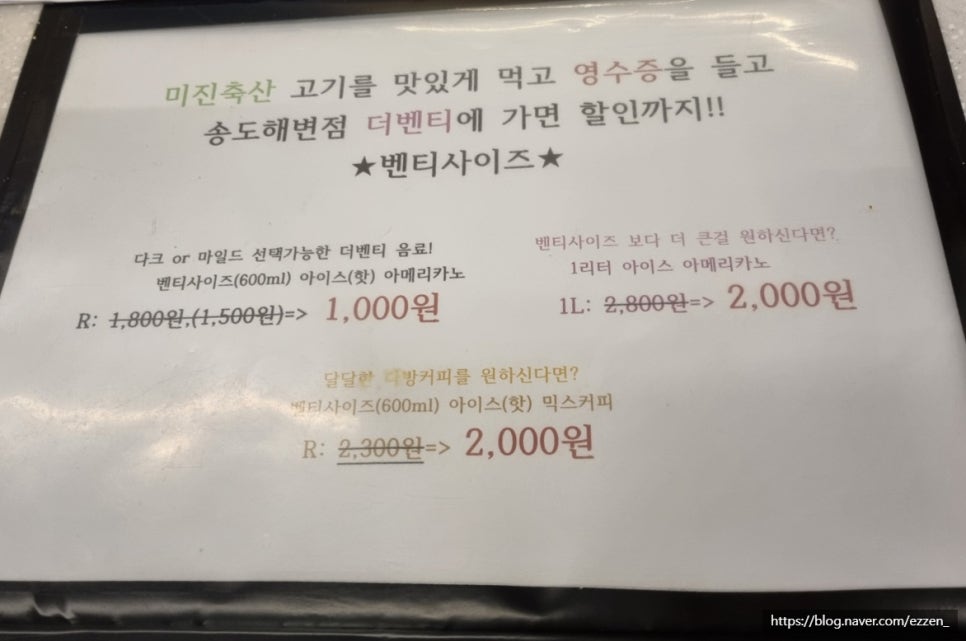 미진축산 고기를 맛있게 먹고 영수증을 들고
송도해변점 더벤티에 가면 할인까지!!
★벤티사이즈★
다크 or 마일드 선택가능한 더벤티 음료!
벤티사이즈(600ml) 아이스(핫) 아메리카노
R: 1,800원,(1,500원)=> 1,000원
벤티사이즈 보다 더 큰걸 원하신다면?
1리터 아이스 아메리카노
1L: 2,800원=> 2,000원
달달한 다방커피를 원하신다면?
벤티사이즈(600ml) 아이스(핫) 믹스커피
R: 2,300원=> 2,000원
https://blog.naver.com/ezzen_